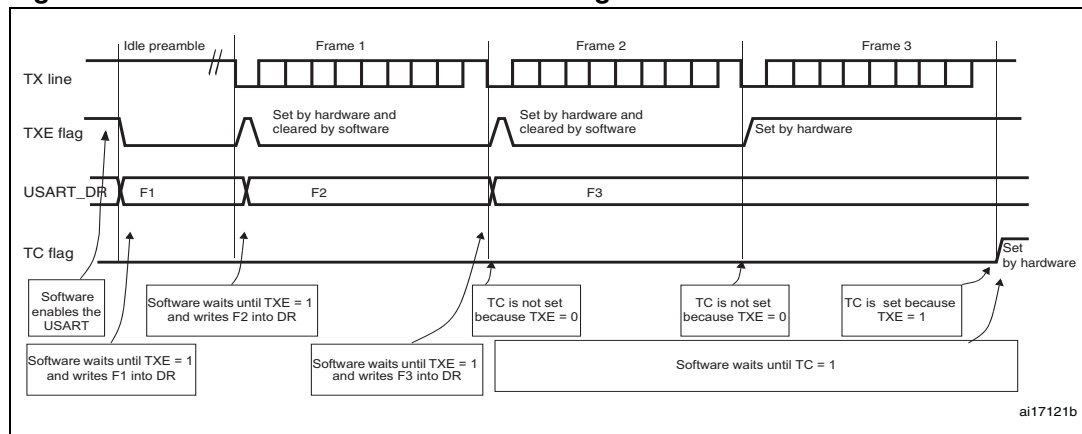 Idle preamble
Frame 1
Frame 2
Frame 3
TX line
TXE flag
Set by hardware and
cleared by software
Set by hardware and
cleared by software
Set by hardware
USART_DR
F1
F2
F3
TC flag
Set
by hardware
Software
enables the
USART
Software waits until TXE = 1
and writes F2 into DR
TC is not set
because TXE = 0
TC is not set
because TXE = 0
TC is set because
TXE = 1
Software waits until TXE = 1
and writes F1 into DR
Software waits until TXE = 1
and writes F3 into DR
Software waits until TC = 1
ai17121b